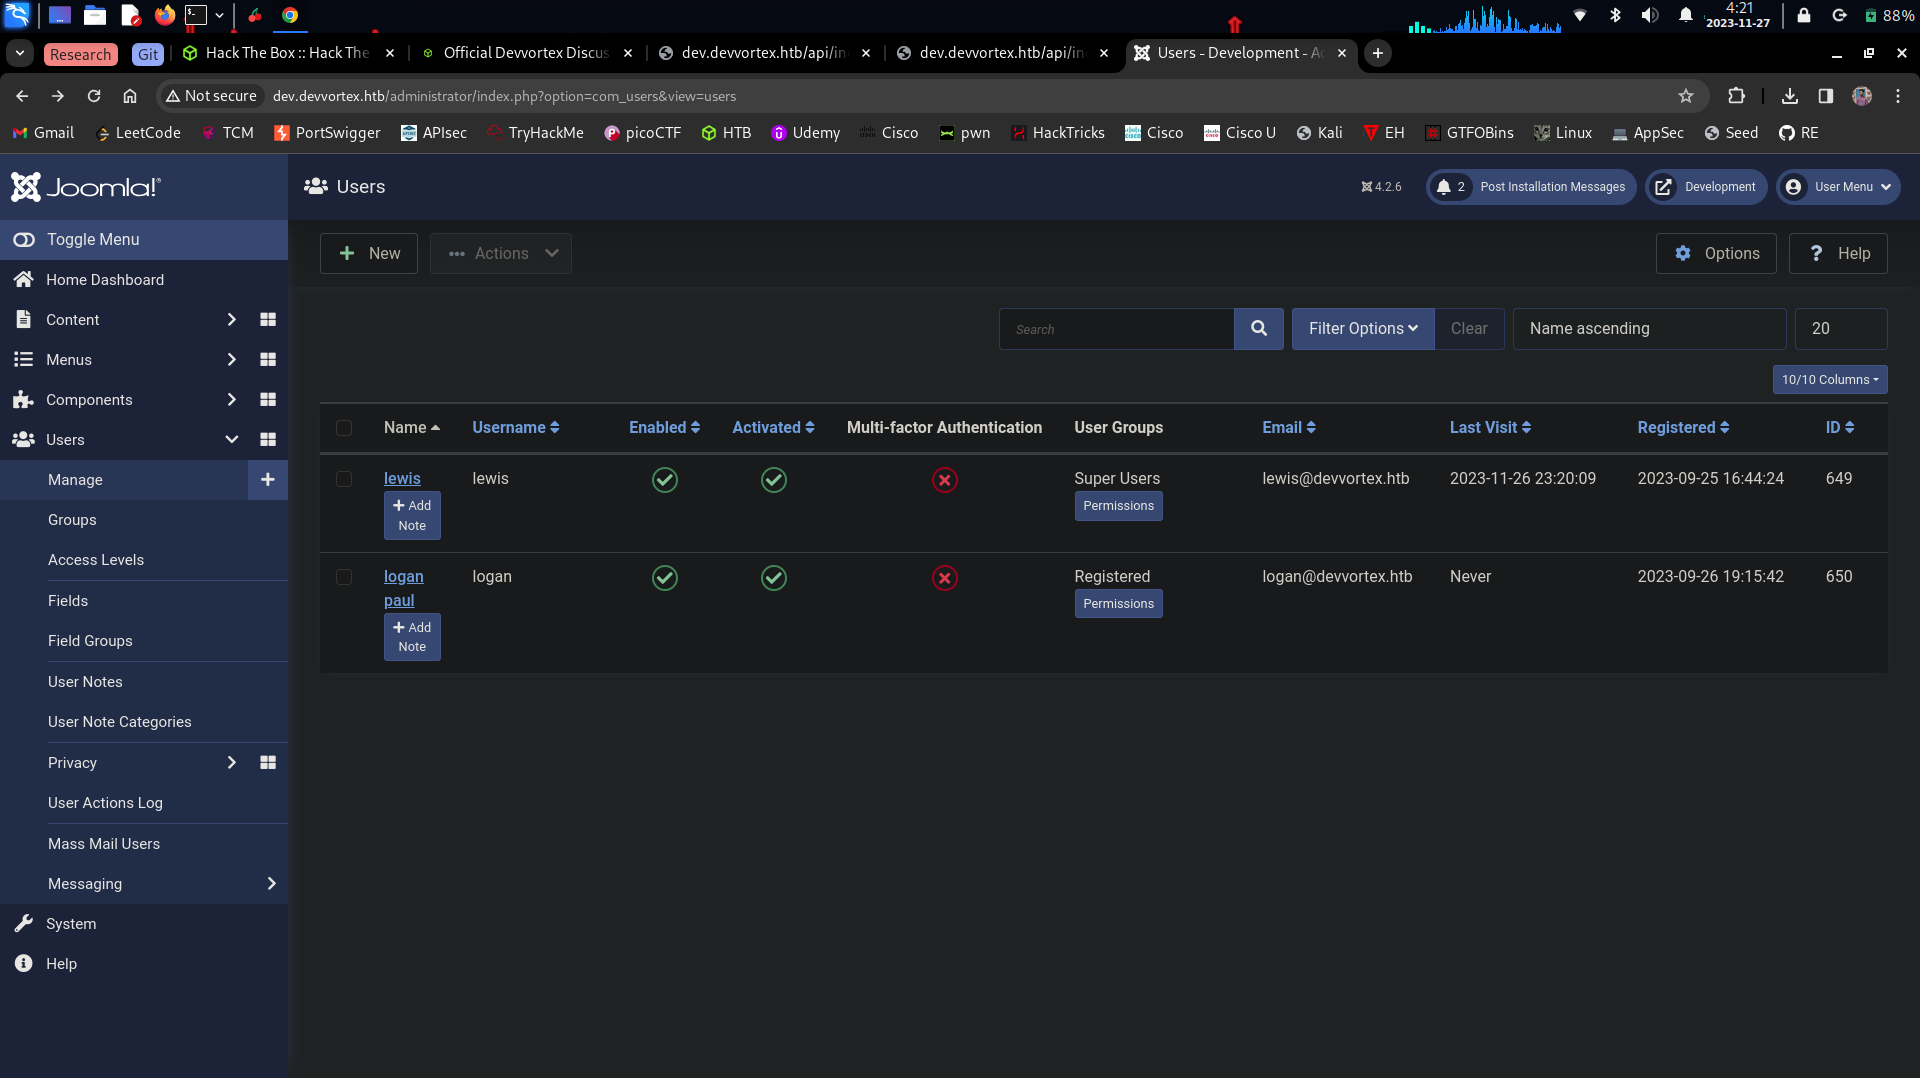 4:21
2023-11-27
88%
Research
Git
Hack The Box :: Hack The
Official Devvortex Discus
dev.devvortex.htb/api/in
dev.devvortex.htb/api/in
Users - Development - Ad
Not secure
dev.devvortex.htb/administrator/index.php?option=com_users&view=users
Gmail
LeetCode
TCM
PortSwigger
APIsec
TryHackMe
picoCTF
HTB
Udemy
Cisco
pwn
HackTricks
Cisco
Cisco U
Kali
EH
GTFOBins
Linux
AppSec
Seed
RE
Joomla!®
Users
4.2.6
2 Post Installation Messages
Development
User Menu
Toggle Menu
Home Dashboard
Content
Menus
Components
Users
Manage
Groups
Access Levels
Fields
Field Groups
User Notes
User Note Categories
Privacy
User Actions Log
Mass Mail Users
Messaging
System
Help
New
Actions
Options
Help
Search
Filter Options
Clear
Name ascending
20
10/10 Columns
Name Username Enabled Activated Multi-factor Authentication User Groups Email Last Visit Registered ID
lewis lewis Super Users lewis@devvortex.htb 2023-11-26 23:20:09 2023-09-25 16:44:24 649
+ Add Note
Permissions
logan paul logan Registered logan@devvortex.htb Never 2023-09-26 19:15:42 650
+ Add Note
Permissions